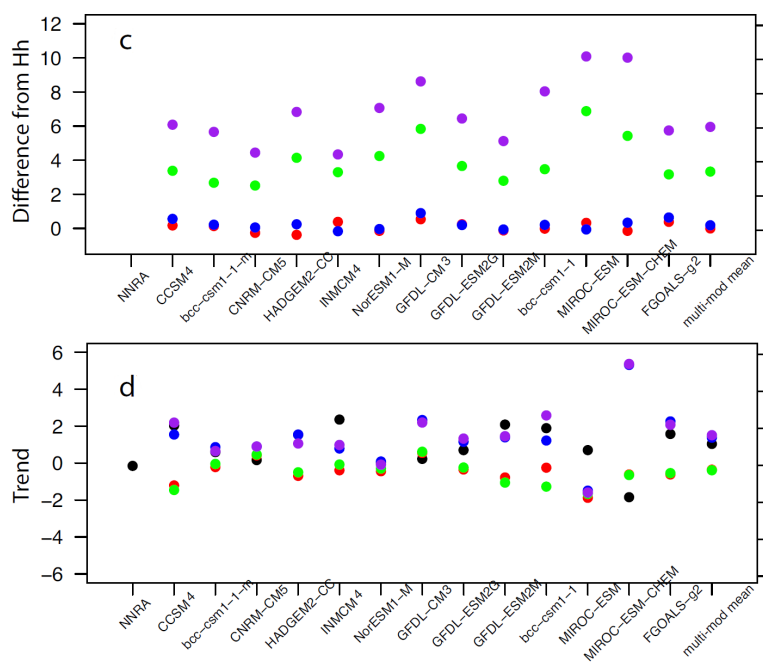 c
Difference from Hh
12
10
8
6
4
2
0
NNRA
CCSM4
bcc-csm1-1-m
CNRM-CM5
HADGEM2-CC
INMCM4
NorESM1-M
GFDL-CM3
GFDL-ESM2G
GFDL-ESM2M
bcc-csm1-1
MIROC-ESM
MIROC-ESM-CHEM
FGOALS-g2
multi-mod mean
d
Trend
6
4
2
0
−2
−4
−6
NNRA
CCSM4
bcc-csm1-1-m
CNRM-CM5
HADGEM2-CC
INMCM4
NorESM1-M
GFDL-CM3
GFDL-ESM2G
GFDL-ESM2M
bcc-csm1-1
MIROC-ESM
MIROC-ESM-CHEM
FGOALS-g2
multi-mod mean